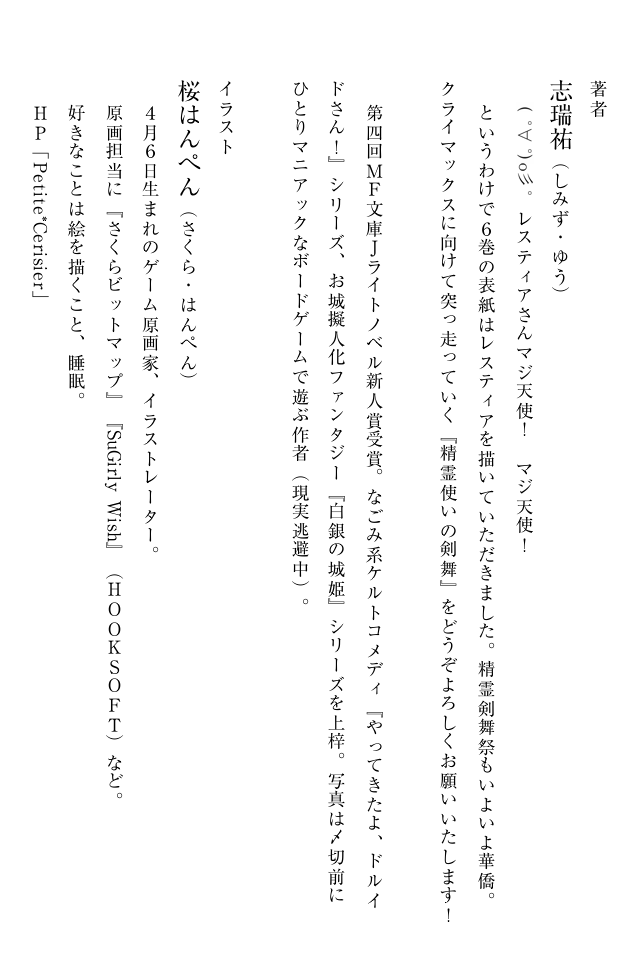 著者
志瑞祐（しみず・ゆう）
（ ｡A｡)o彡ﾟ レスティアさんマジ天使！　マジ天使！
というわけで６巻の表紙はレスティアを描いていただきました。精霊剣舞祭もいよいよ華僑。
クライマックスに向けて突っ走っていく『精霊使いの剣舞』をどうぞよろしくお願いいたします！
第四回ＭＦ文庫Ｊライトノベル新人賞受賞。なごみ系ケルトコメディ『やってきたよ、ドルイ
ドさん！』シリーズ、お城擬人化ファンタジー『白銀の城姫』シリーズを上梓。写真は〆切前に
ひとりマニアックなボードゲームで遊ぶ作者（現実逃避中）。
イラスト
桜はんぺん（さくら・はんぺん）
４月６日生まれのゲーム原画家、イラストレーター。
原画担当に『さくらビットマップ』『SuGirly Wish』（ＨＯＯＫＳＯＦＴ）など。
好きなことは絵を描くこと、睡眠。
ＨＰ「Petite*Cerisier」